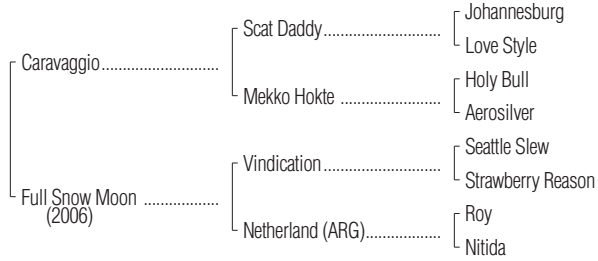 Johannesburg
Scat Daddy
Love Style
Caravaggio
Holy Bull
Mekko Hokte
Aerosilver
Seattle Slew
Vindication
Strawberry Reason
Full Snow Moon
(2006)
Roy
Netherland (ARG)
Nitida